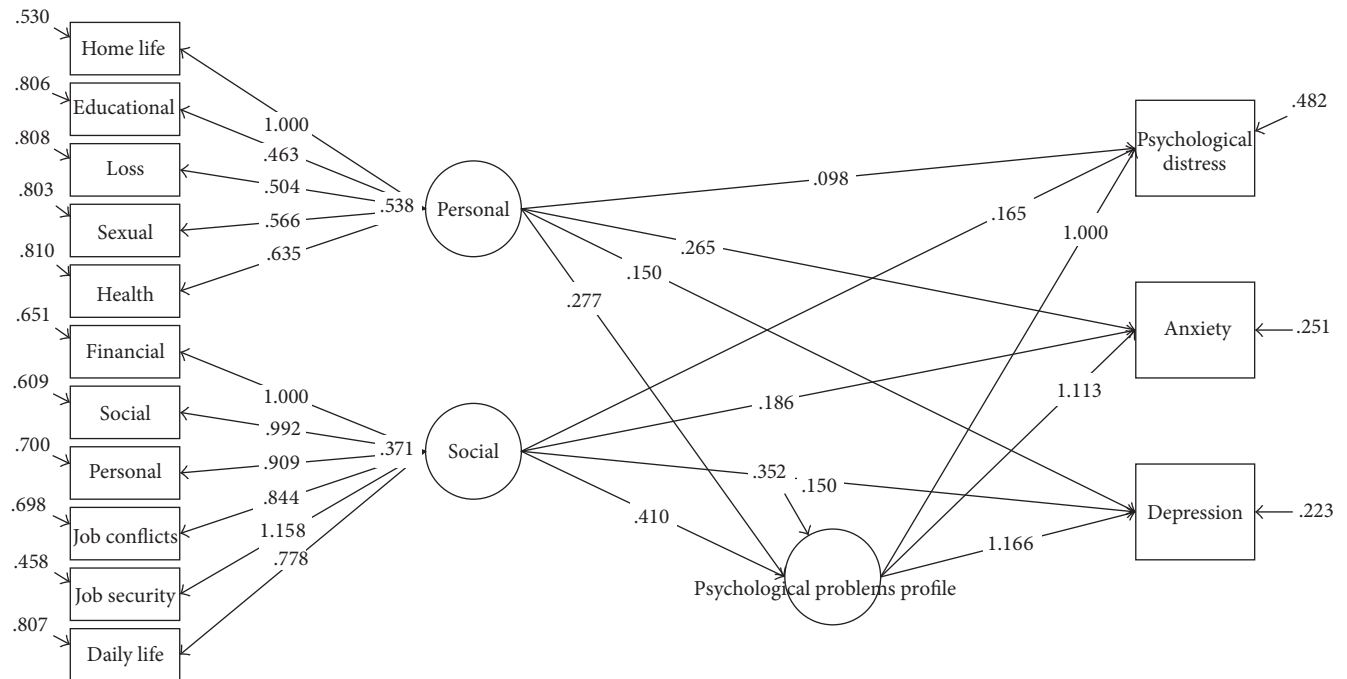 .530
Home life
.806
Educational
.808
Loss
.803
Sexual
.810
Health
.651
Financial
.609
Social
.700
Personal
.698
Job conflicts
.458
Job security
.807
Daily life
1.000
.463
.504
.566
.635
.538
Personal
1.000
.992
.909
.844
1.158
.778
.371
Social
.098
.265
.150
.277
.165
.186
.352
.150
.410
1.000
1.113
1.166
Psychological problems profile
Psychological
distress
.482
Anxiety
.251
Depression
.223